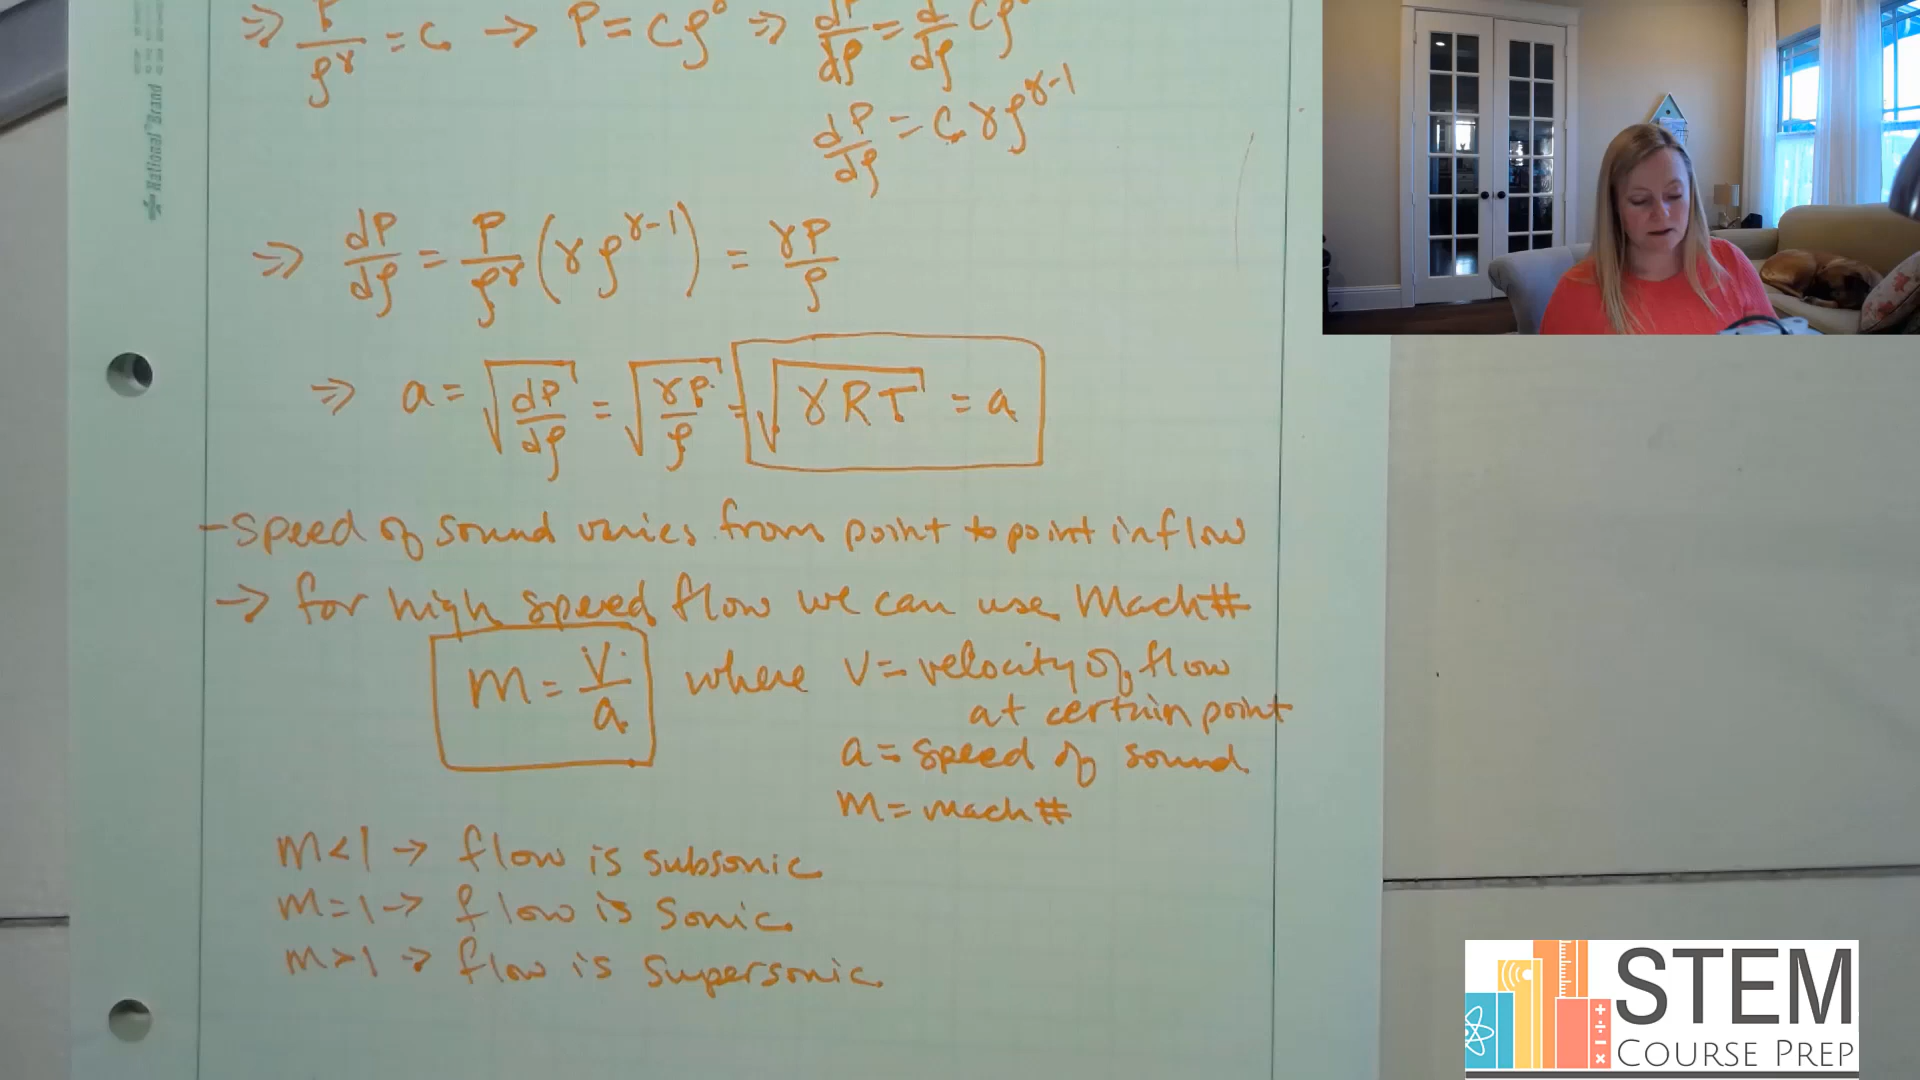 ⇒ P/ρ^γ = C → P = Cρ^γ ⇒ dP/dρ = d/dρ Cρ^γ
dP/dρ = C γρ^γ-1
⇒ dP/dρ = P/ρ^γ (γρ^γ-1) = γP/ρ
⇒ a = √dP/dρ = √γP/ρ = √γRT = a
- speed of sound varies from point to point in flow
→ for high speed flow we can use Mach #
M = V/a where V = velocity of flow
at certain point
a = speed of sound
M = mach #
M < 1 → flow is subsonic
M = 1 → flow is sonic
M > 1 → flow is supersonic
National Brand
STEM
COURSE PREP